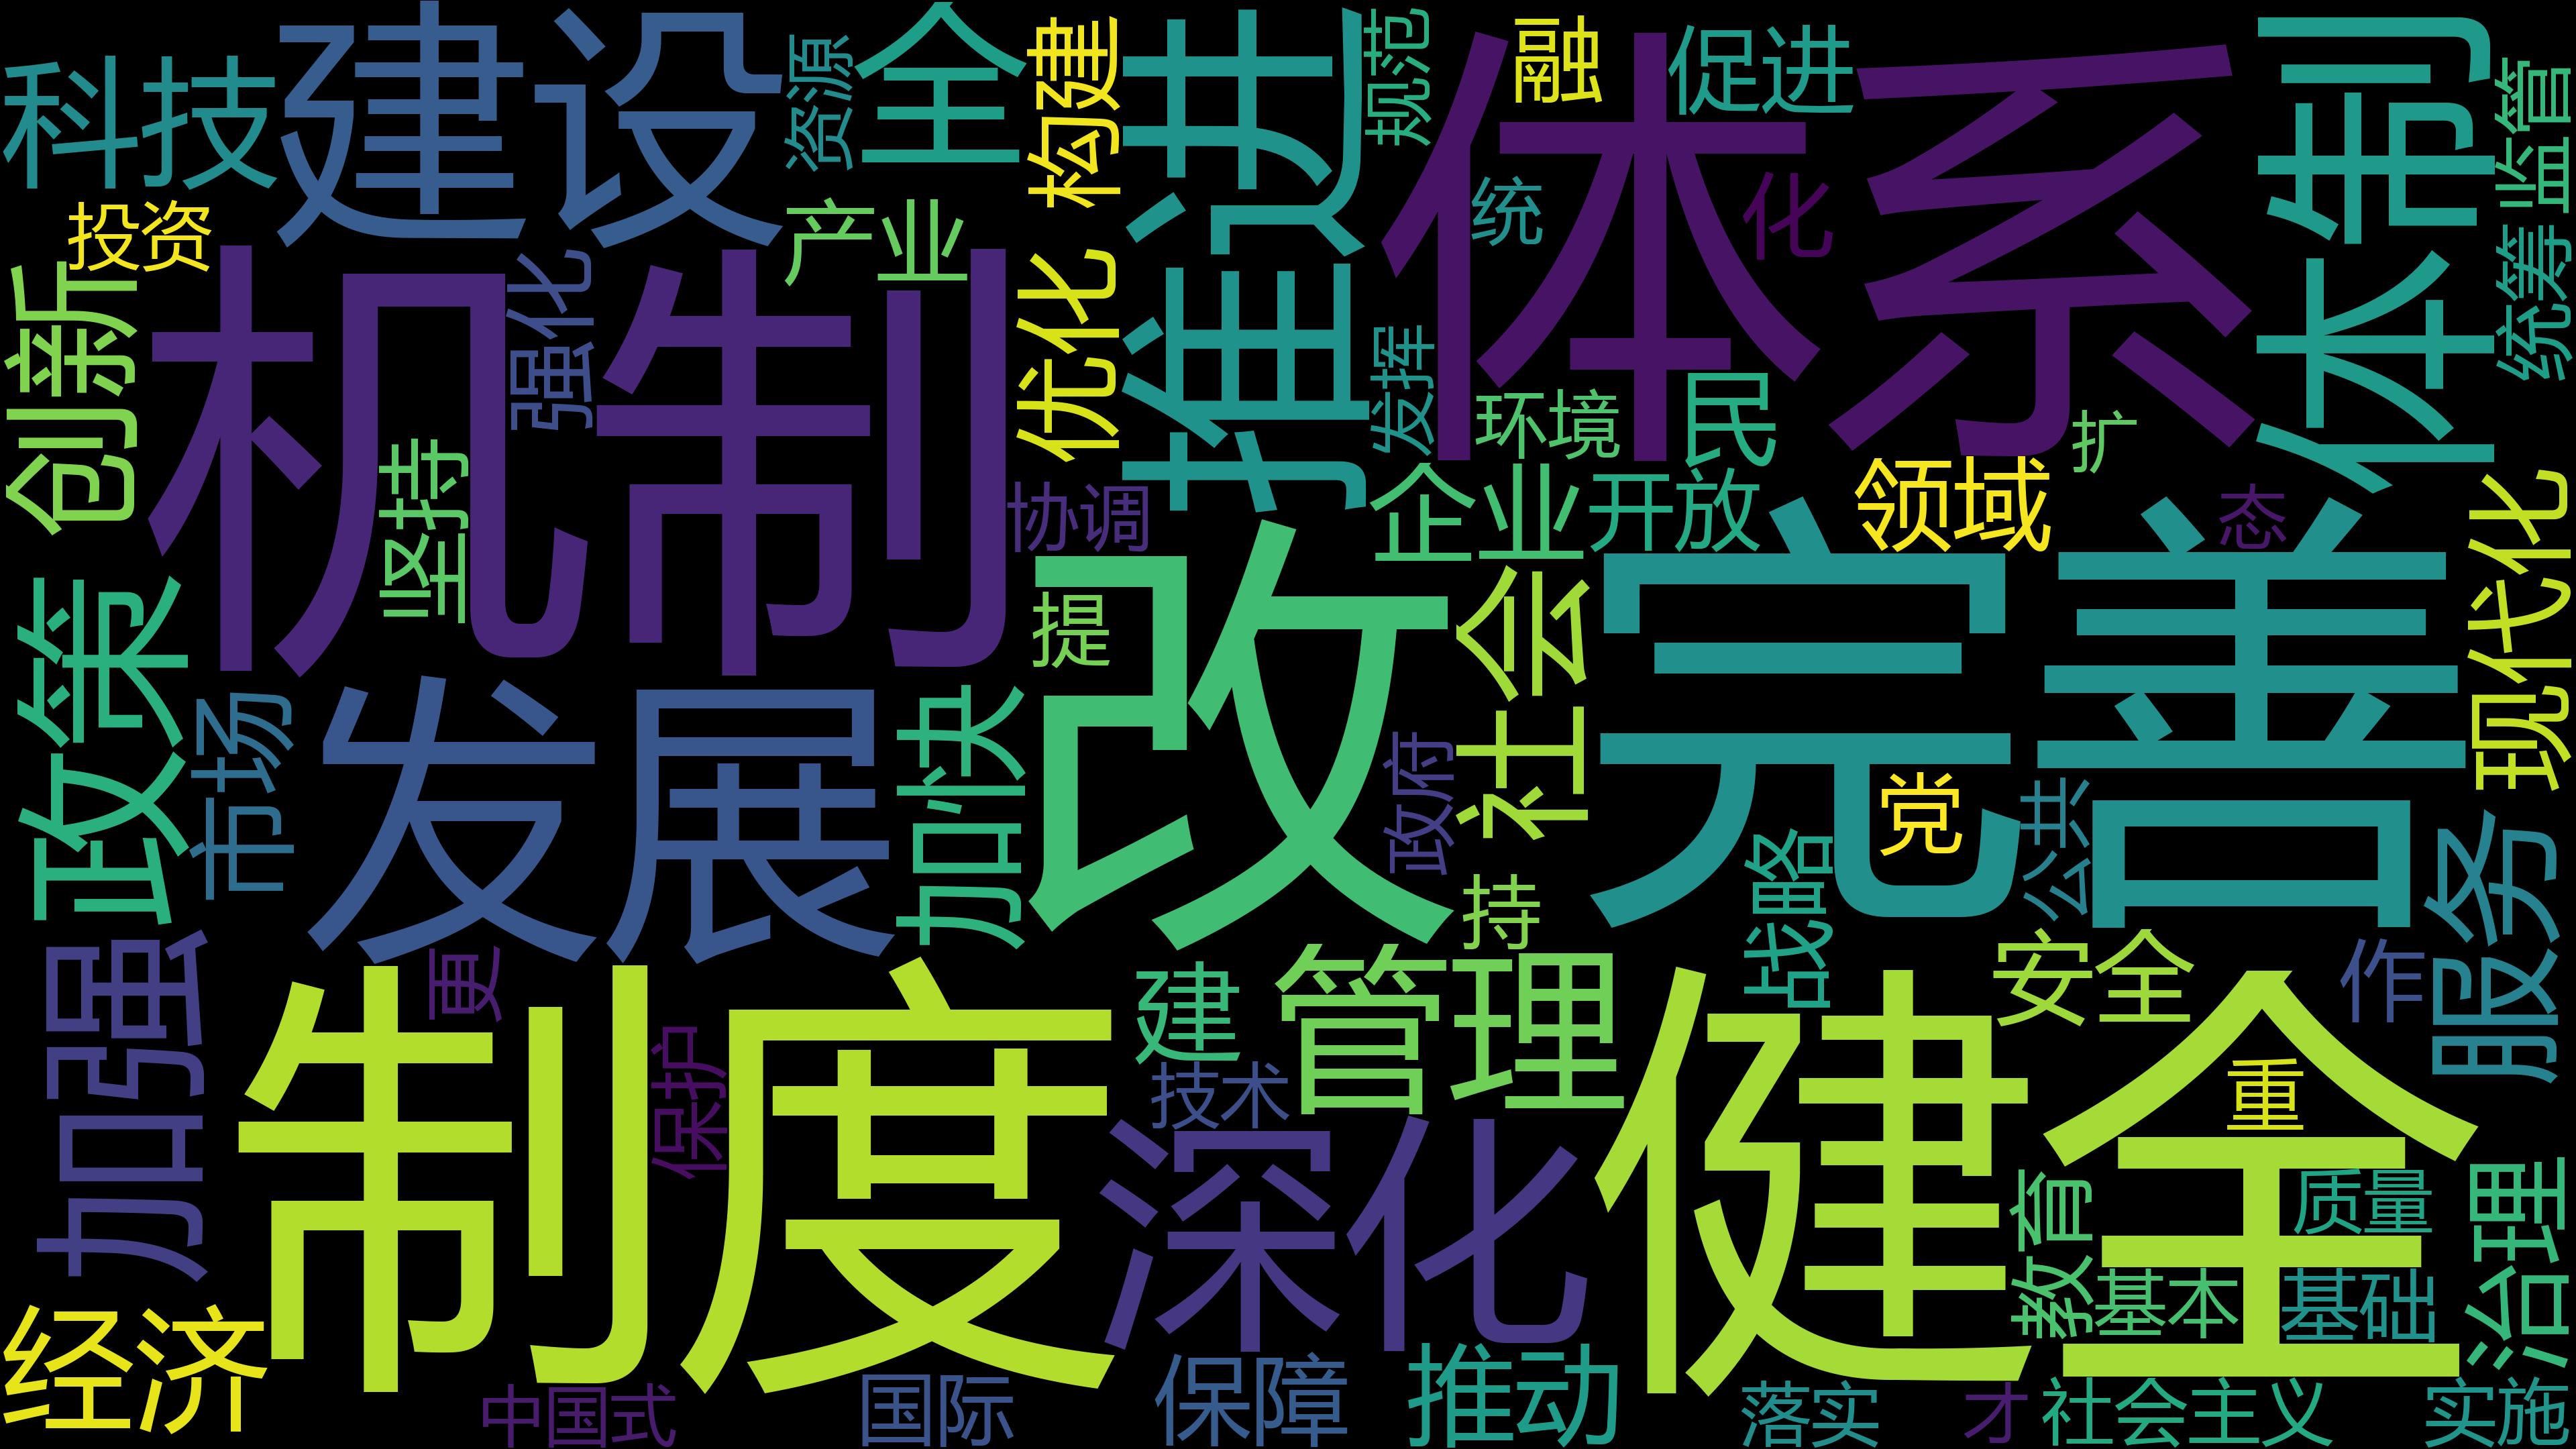 科技
建设
资源
全
构建
推进
规范
融
促进
体系
体制
监管
投资
产业
统
化
统筹
创新
机制
强化
优化
发挥
环境
民
扩
坚持
协调
企业
开放
领域
态
现代化
改
完善
政策
提
社会
市场
发展
加快
政府
党
公共
战略
服务
持
加强
更
制度
建
管理
安全
作
健全
保护
技术
深化
重
教育
质量
治理
基本
基础
经济
中国式
国际
保障
推动
落实
才
社会主义
实施